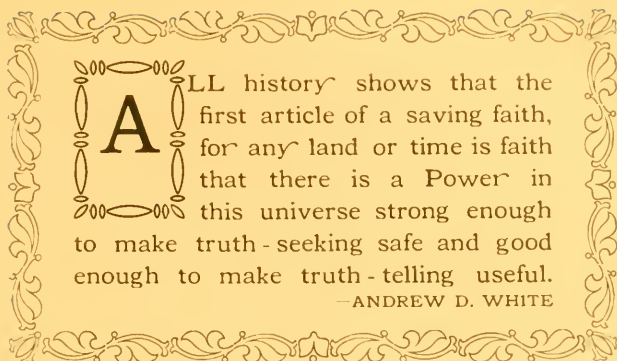 ALL history shows that the
first article of a saving faith,
for any land or time is faith
that there is a Power in
this universe strong enough
to make truth-seeking safe and good
enough to make truth-telling useful.
—ANDREW D. WHITE